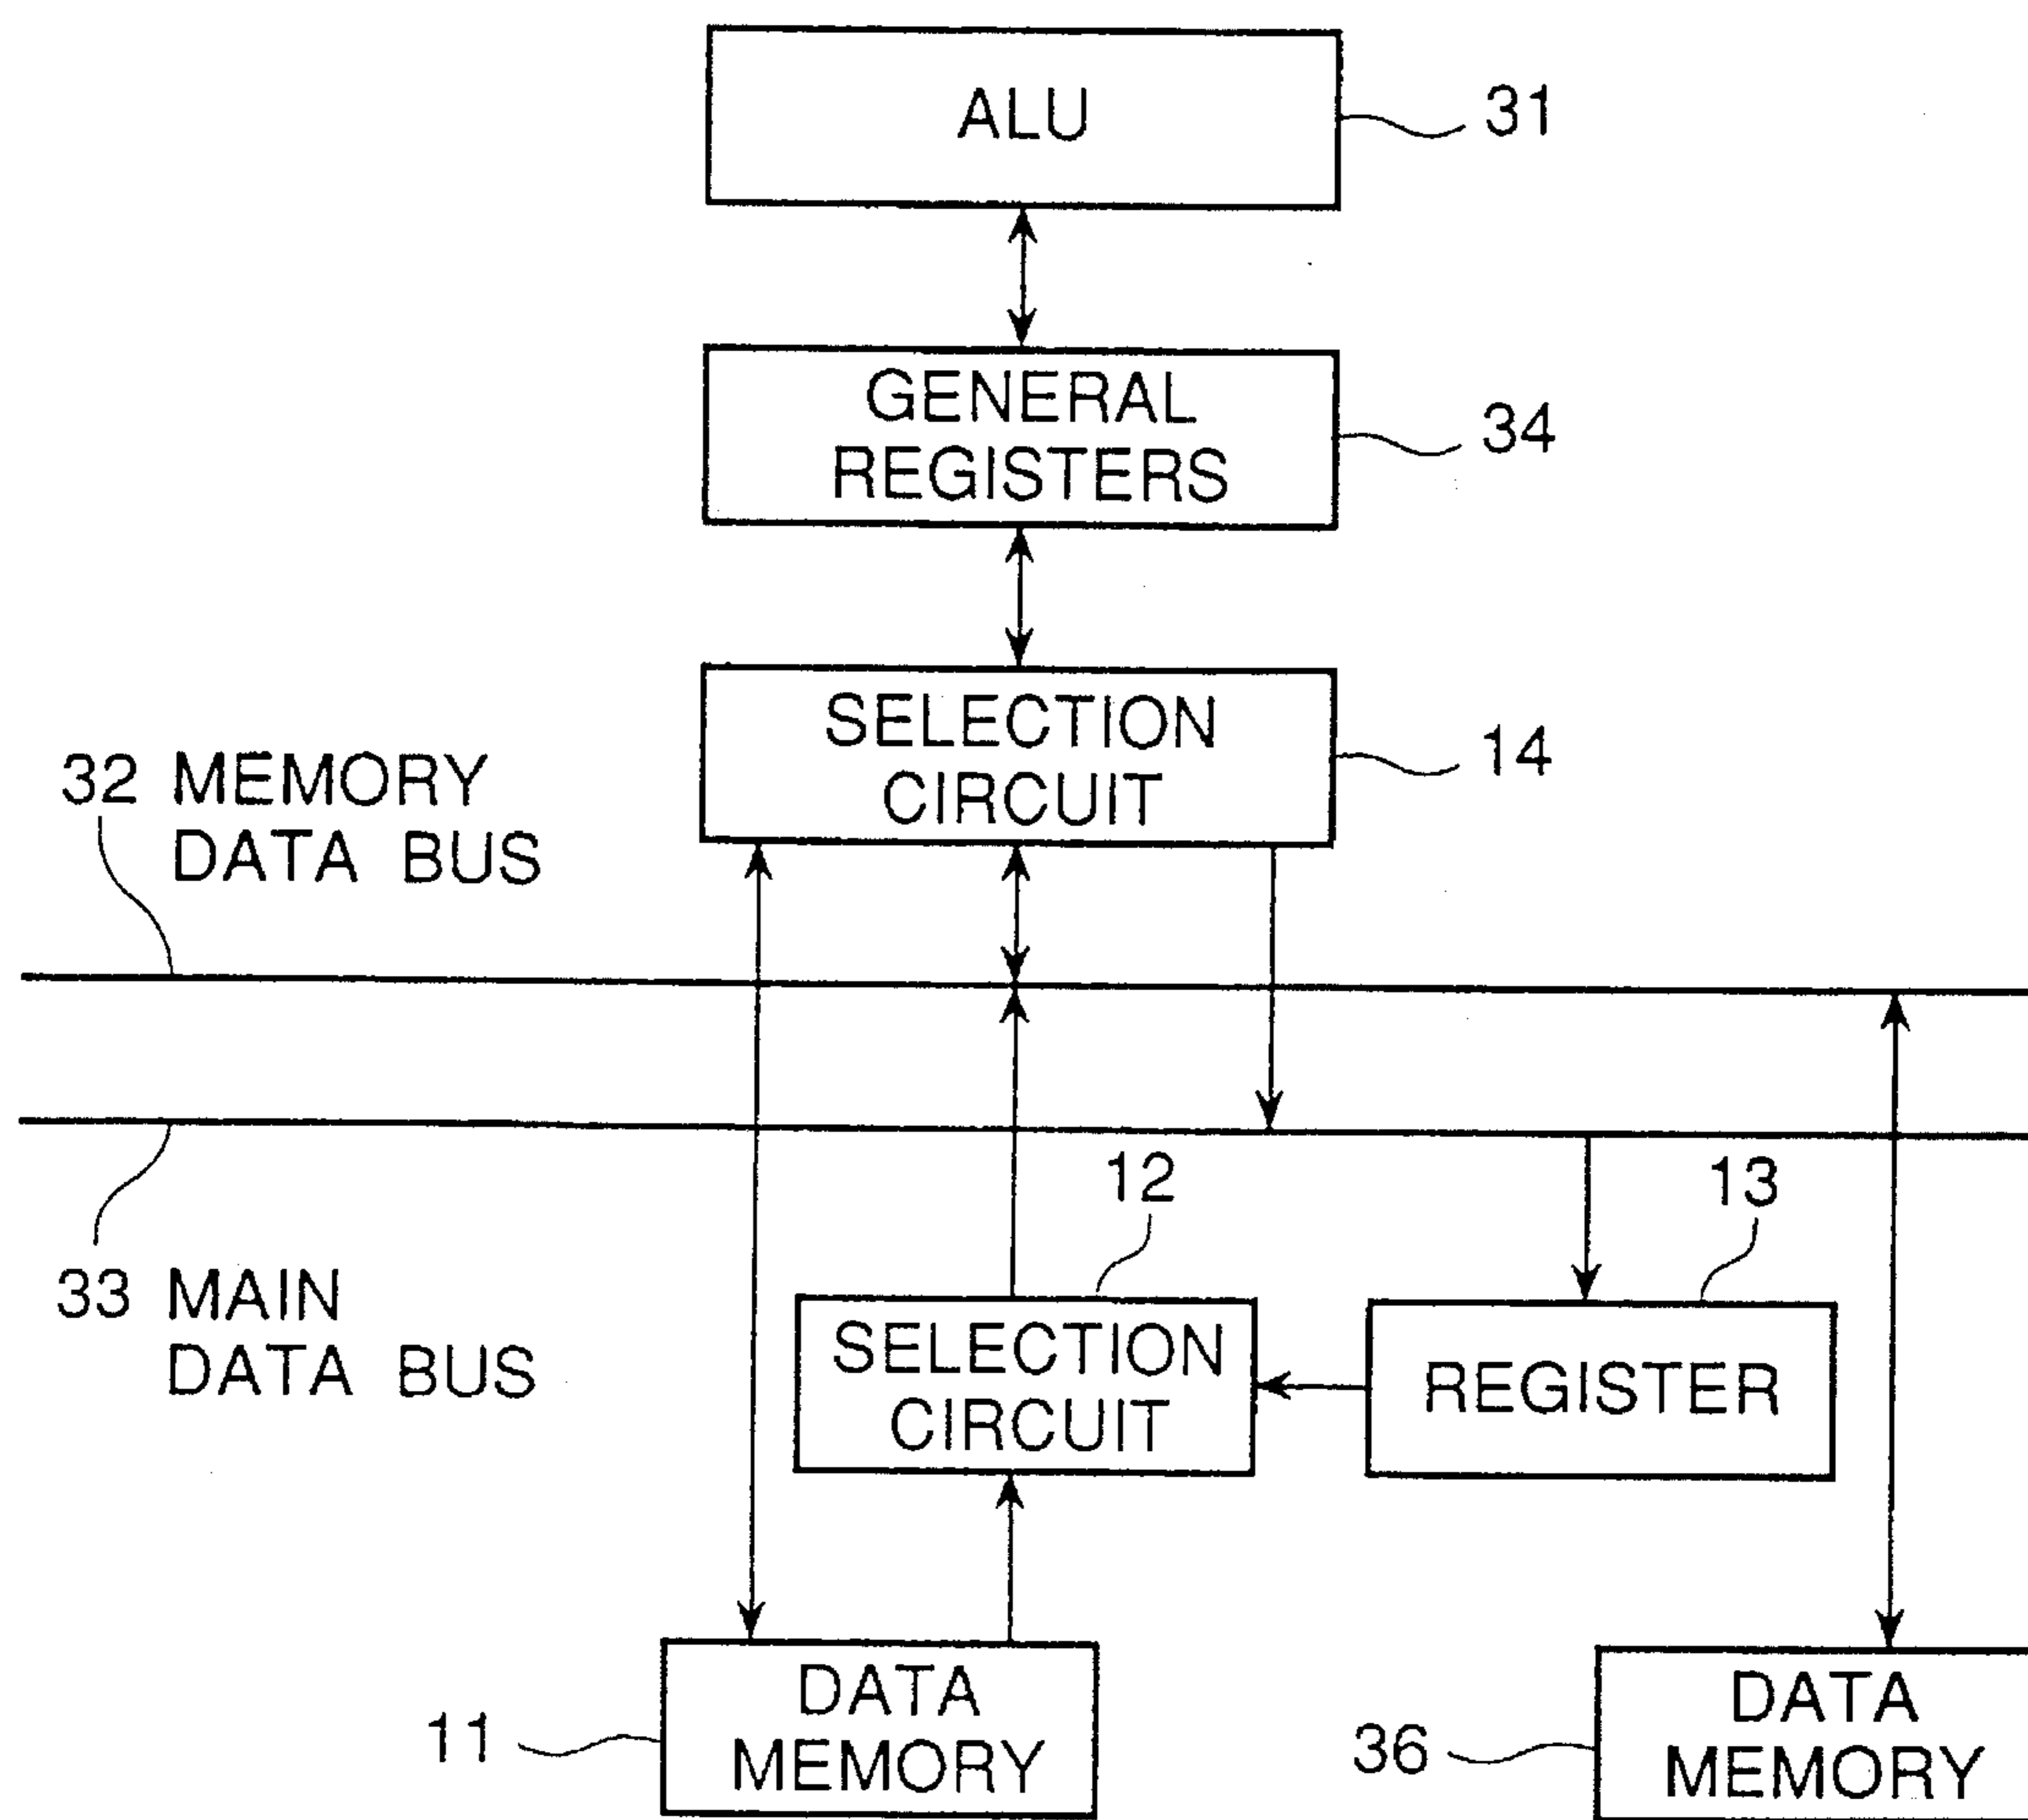 ALU
31
GENERAL
REGISTERS
34
SELECTION
CIRCUIT
14
32 MEMORY
DATA BUS
33 MAIN
DATA BUS
12
13
SELECTION
CIRCUIT
REGISTER
11
DATA
MEMORY
36
DATA
MEMORY